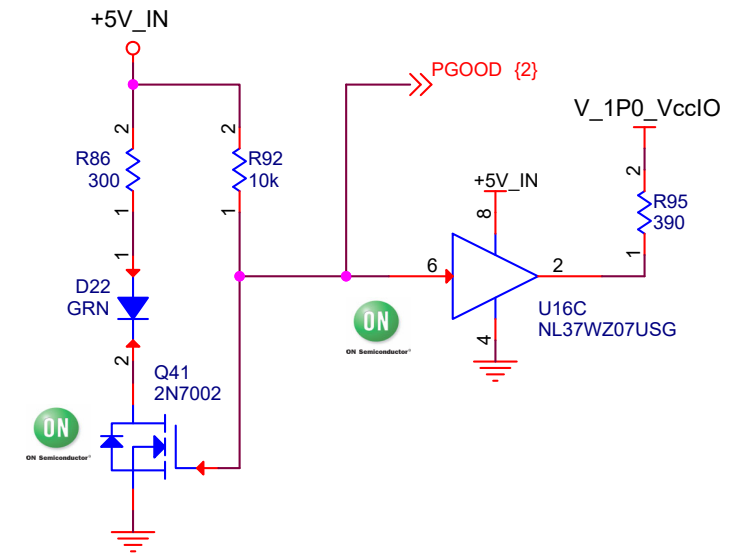 +5V_IN
PGOOD {2}
V_1P0_VccIO
2
R86
300
1
2
R92
10k
1
+5V_IN
8
2
R95
390
1
1
D22
GRN
2
6
2
U16C
NL37WZ07USG
4
ON
ON Semiconductor®
Q41
2N7002
ON
ON Semiconductor®